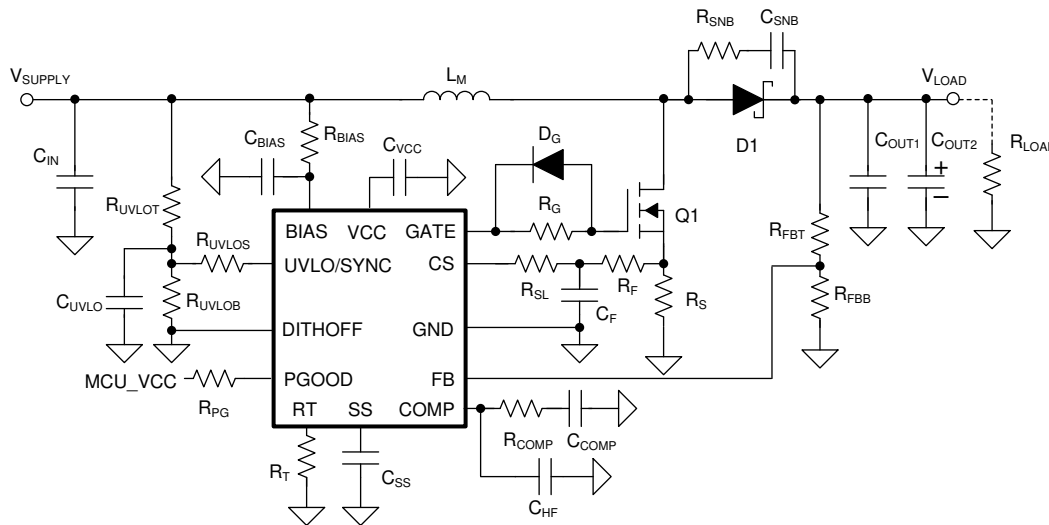 RSNB
CSNB
VSUPPLY
LM
VLOAD
D1
CIN
CBIAS
RBIAS
CVCC
DG
COUT1
COUT2
+
–
RLOAD
RUVLOT
RG
Q1
BIAS
VCC
GATE
RFBT
RUVLOS
UVLO/SYNC
CS
RSL
RF
RS
RFBB
CUVLO
RUVLOB
CF
DITHOFF
GND
MCU_VCC
PGOOD
FB
RPG
RT
SS
COMP
RCOMP
CCOMP
RT
CSS
CHF